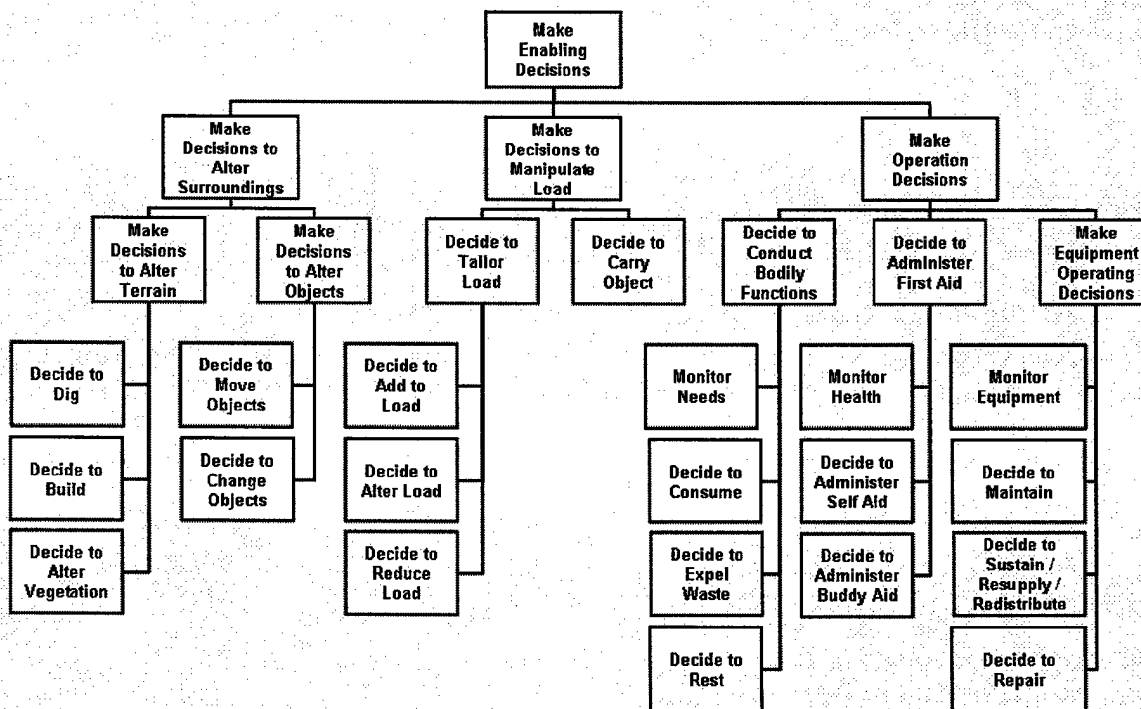 Make
Enabling
Decisions
Make
Decisions to
Alter
Surroundings
Make
Decisions to
Manipulate
Load
Make
Operation
Decisions
Make
Decisions
to Alter
Terrain
Make
Decisions
to Alter
Objects
Decide to
Tailor
Load
Decide to
Carry
Object
Decide to
Conduct
Bodily
Functions
Decide to
Administer
First Aid
Make
Equipment
Operating
Decisions
Decide to
Dig
Decide to
Move
Objects
Decide to
Add to
Load
Monitor
Needs
Monitor
Health
Monitor
Equipment
Decide to
Build
Decide to
Change
Objects
Decide to
Alter Load
Decide to
Consume
Decide to
Administer
Self Aid
Decide to
Maintain
Decide to
Alter
Vegetation
Decide to
Reduce
Load
Decide to
Expel
Waste
Decide to
Administer
Buddy Aid
Decide to
Sustain /
Resupply /
Redistribute
Decide to
Rest
Decide to
Repair